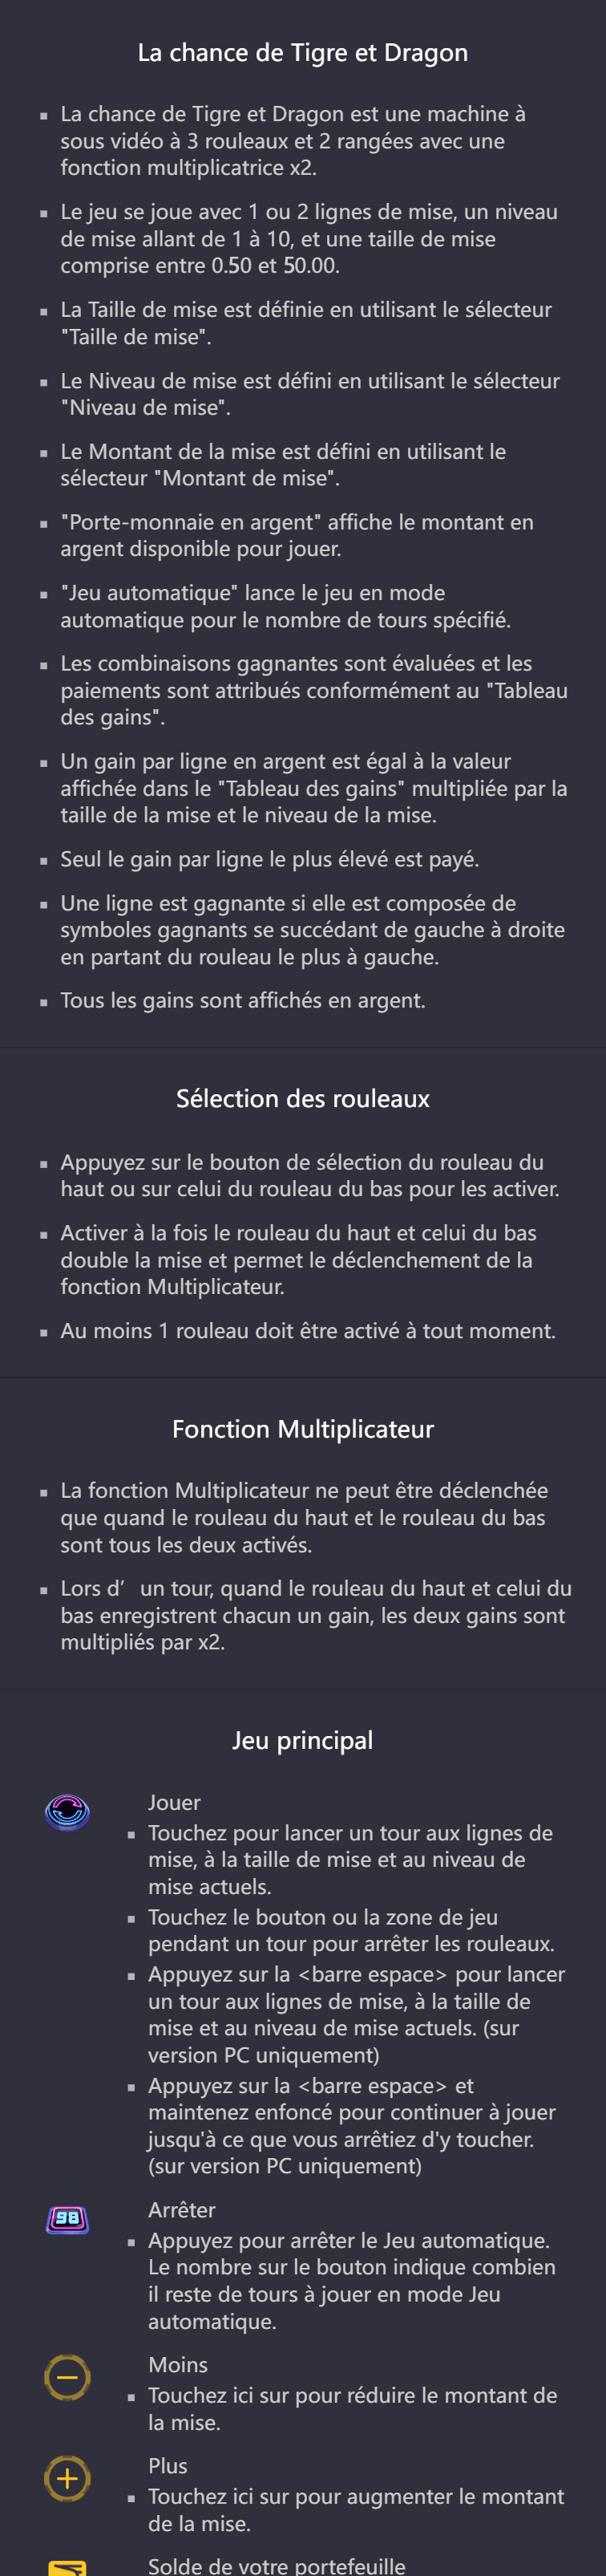 La chance de Tigre et Dragon
La chance de Tigre et Dragon est une machine à
sous vidéo à 3 rouleaux et 2 rangées avec une
fonction multiplicatrice x2.
Le jeu se joue avec 1 ou 2 lignes de mise, un niveau
de mise allant de 1 à 10, et une taille de mise
comprise entre 0.50 et 50.00.
La Taille de mise est définie en utilisant le sélecteur
"Taille de mise".
Le Niveau de mise est défini en utilisant le sélecteur
"Niveau de mise".
Le Montant de la mise est défini en utilisant le
sélecteur "Montant de mise".
"Porte-monnaie en argent" affiche le montant en
argent disponible pour jouer.
"Jeu automatique" lance le jeu en mode
automatique pour le nombre de tours spécifié.
Les combinaisons gagnantes sont évaluées et les
paiements sont attribués conformément au "Tableau
des gains".
Un gain par ligne en argent est égal à la valeur
affichée dans le "Tableau des gains" multipliée par la
taille de la mise et le niveau de la mise.
Seul le gain par ligne le plus élevé est payé.
Une ligne est gagnante si elle est composée de
symboles gagnants se succédant de gauche à droite
en partant du rouleau le plus à gauche.
Tous les gains sont affichés en argent.
Sélection des rouleaux
Appuyez sur le bouton de sélection du rouleau du
haut ou sur celui du rouleau du bas pour les activer.
Activer à la fois le rouleau du haut et celui du bas
double la mise et permet le déclenchement de la
fonction Multiplicateur.
Au moins 1 rouleau doit être activé à tout moment.
Fonction Multiplicateur
La fonction Multiplicateur ne peut être déclenchée
que quand le rouleau du haut et le rouleau du bas
sont tous les deux activés.
Lors d’ un tour, quand le rouleau du haut et celui du
bas enregistrent chacun un gain, les deux gains sont
multipliés par x2.
Jeu principal
Jouer
Touchez pour lancer un tour aux lignes de
mise, à la taille de mise et au niveau de
mise actuels.
Touchez le bouton ou la zone de jeu
pendant un tour pour arrêter les rouleaux.
Appuyez sur la <barre espace> pour lancer
un tour aux lignes de mise, à la taille de
mise et au niveau de mise actuels. (sur
version PC uniquement)
Appuyez sur la <barre espace> et
maintenez enfoncé pour continuer à jouer
jusqu'à ce que vous arrêtiez d'y toucher.
(sur version PC uniquement)
98
Arrêter
Appuyez pour arrêter le Jeu automatique.
Le nombre sur le bouton indique combien
il reste de tours à jouer en mode Jeu
automatique.
Moins
Touchez ici sur pour réduire le montant de
la mise.
Plus
Touchez ici sur pour augmenter le montant
de la mise.
Solde de votre portefeuille